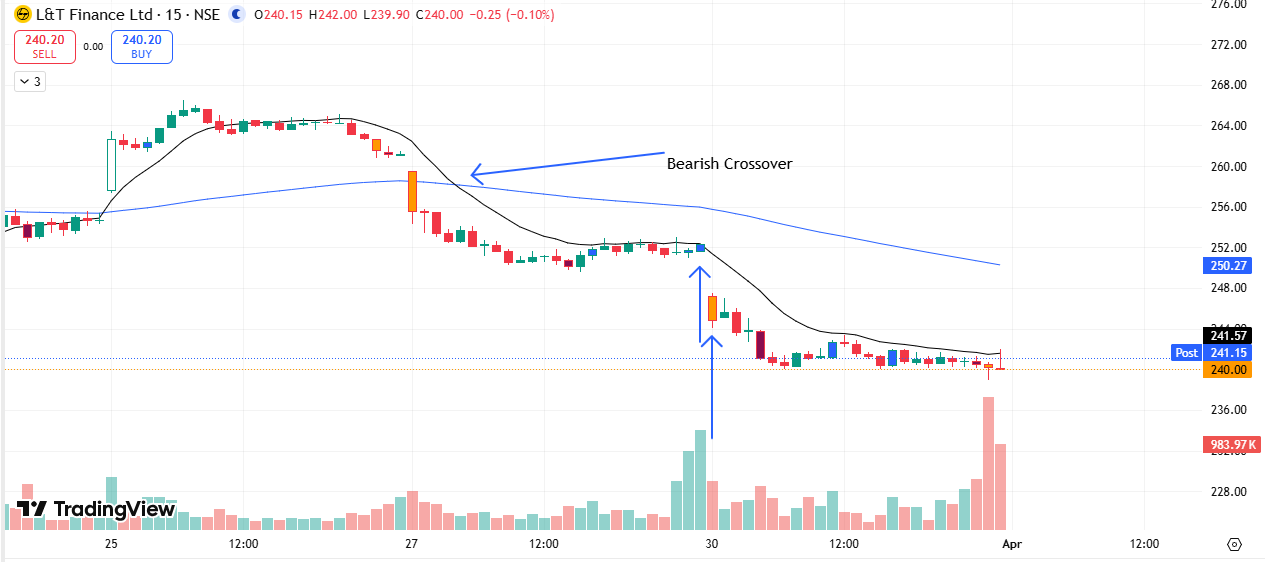 L&T Finance Ltd · 15 · NSE O240.15 H242.00 L239.90 C240.00 −0.25 (−0.10%)
240.20 SELL
0.00
240.20 BUY
3
276.00
272.00
268.00
264.00
260.00
256.00
252.00
250.27
248.00
241.57
Post 241.15
240.00
236.00
983.97K
228.00
Bearish Crossover
TradingView
25 12:00 27 12:00 30 12:00 Apr 12:00